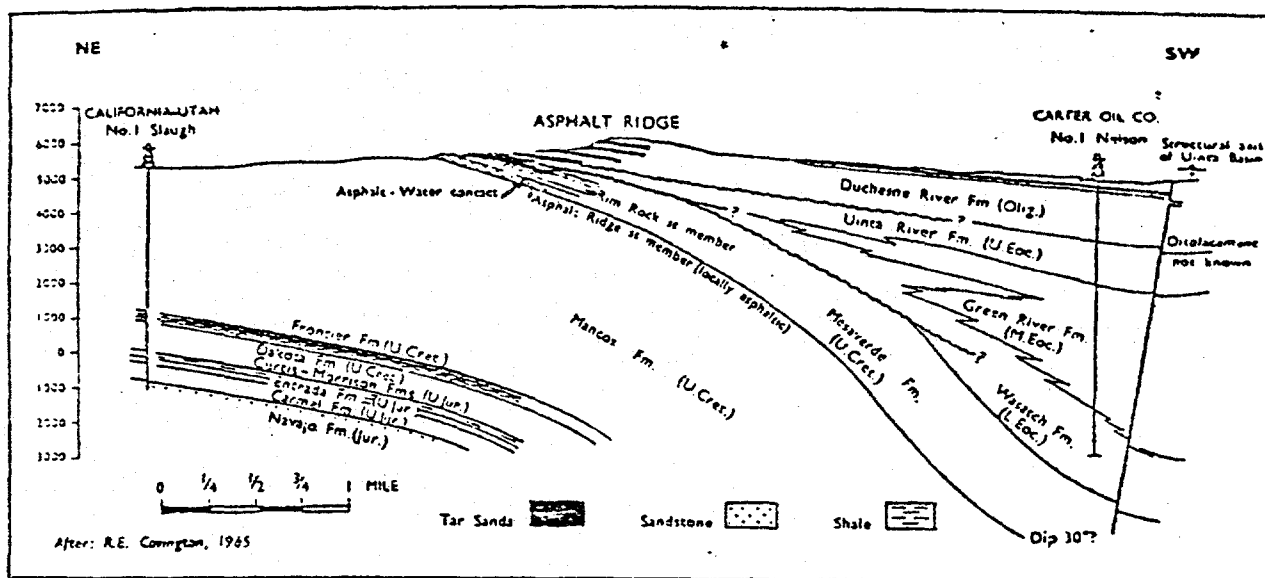 NE
SW
7000
6000
5000
4000
3000
2000
1000
0
1000
2000
3000
CALIFORNIA-UTAH
No.1 Slaugh
ASPHALT RIDGE
CARTER OIL CO.
No.1 Nelson
Structural axis
of Uinta Basin
Asphalt-Water contact
Rim Rock ss member
Asphalt Ridge ss member (locally asphaltic)
Duchesne River Fm (Olig.)
?
?
Uinta River Fm. (U.Eoc.)
Displacement
not known
Green River Fm.
(M.Eoc.)
?
Mancos Fm.
(U.Cret.)
Mesaverde Fm.
(U.Cret.)
Wasatch Fm.
(L.Eoc.)
Frontier Fm (U.Cret.)
Dakota Fm (U.Cret.)
Curtis-Morrison Fms (U.Jur.)
Entrada Fm (U.Jur.
Carmel Fm. (U.Jur.)
Navajo Fm. (Jur.)
0 1/4 1/2 3/4 1 MILE
Tar Sands
Sandstone
Shale
Dip 30°?
After: R.E. Covington, 1965